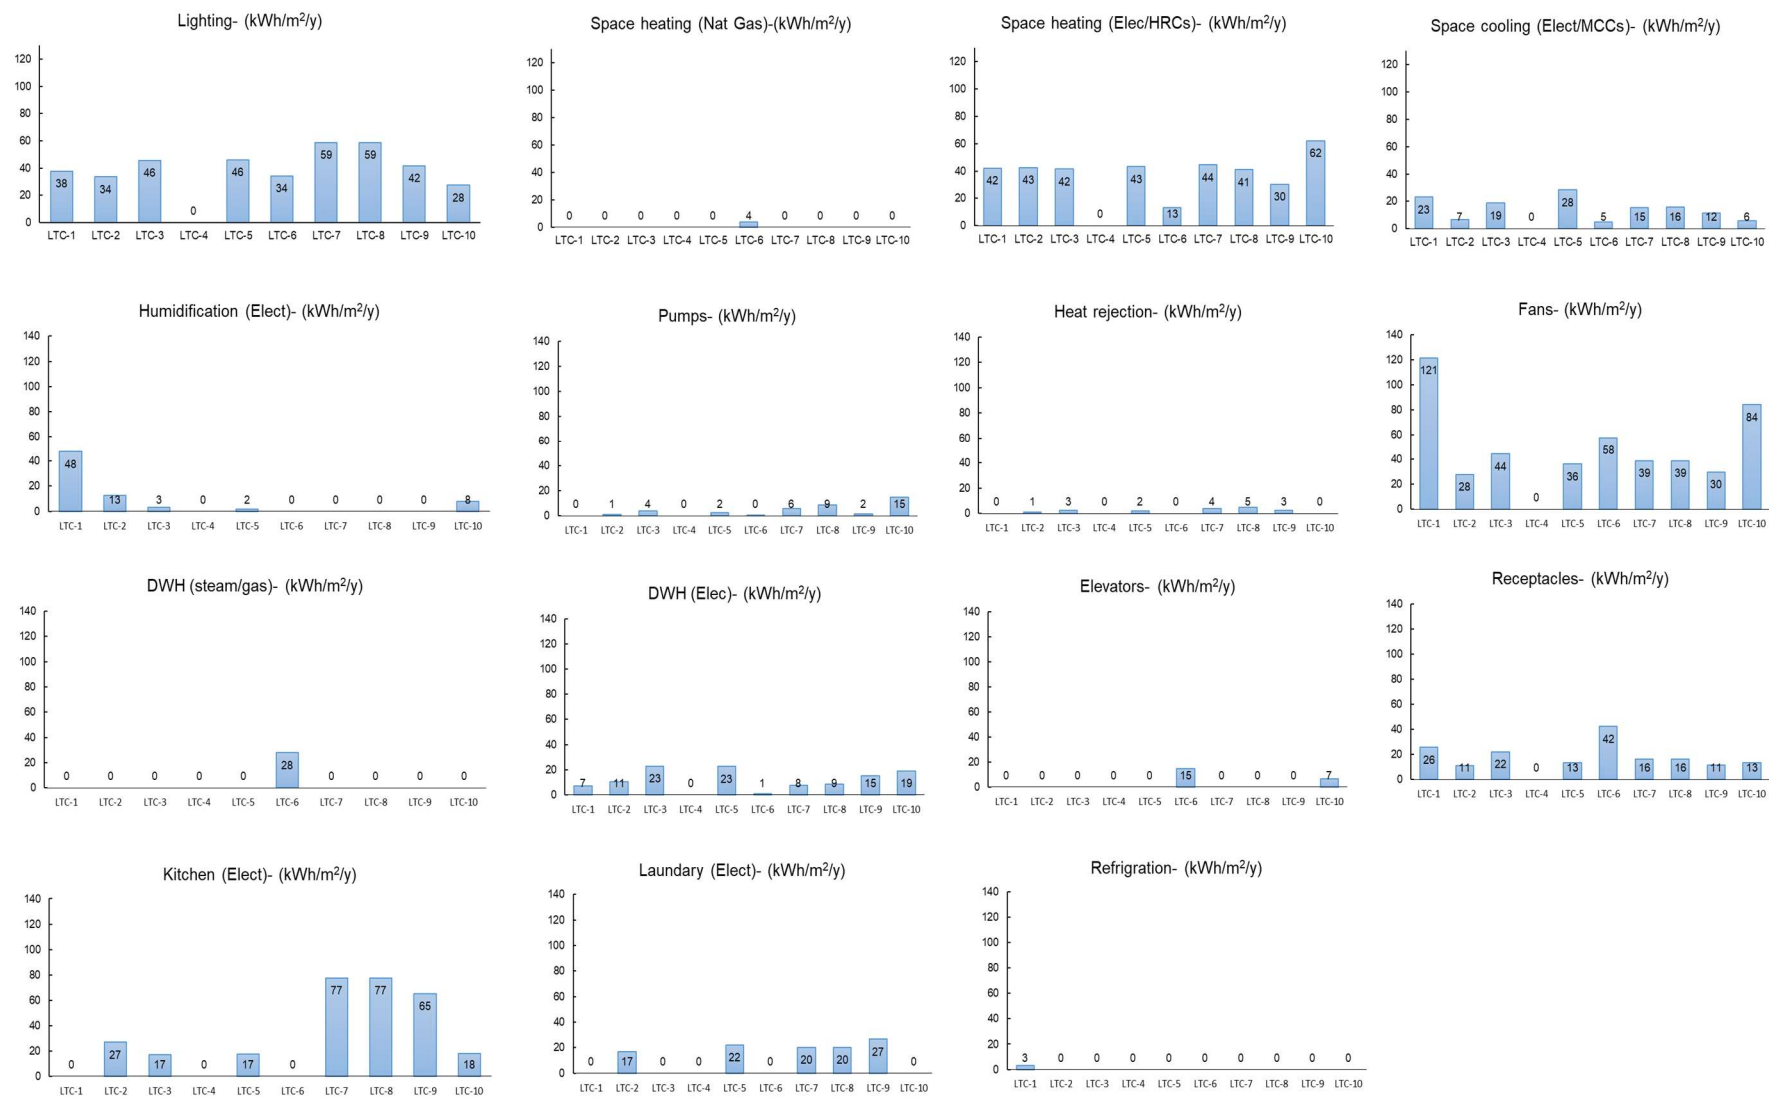 Lighting- (kWh/m²/y)
120
100
80
60
40
20
0
38 34 46 0 46 34 59 59 42 28
LTC-1 LTC-2 LTC-3 LTC-4 LTC-5 LTC-6 LTC-7 LTC-8 LTC-9 LTC-10
Space heating (Nat Gas)-(kWh/m²/y)
120
100
80
60
40
20
0
0 0 0 0 0 4 0 0 0 0
LTC-1 LTC-2 LTC-3 LTC-4 LTC-5 LTC-6 LTC-7 LTC-8 LTC-9 LTC-10
Space heating (Elec/HRCs)- (kWh/m²/y)
120
100
80
60
40
20
0
42 43 42 0 43 13 44 41 30 62
LTC-1 LTC-2 LTC-3 LTC-4 LTC-5 LTC-6 LTC-7 LTC-8 LTC-9 LTC-10
Space cooling (Elect/MCCs)- (kWh/m²/y)
120
100
80
60
40
20
0
23 7 19 0 28 5 15 16 12 6
LTC-1 LTC-2 LTC-3 LTC-4 LTC-5 LTC-6 LTC-7 LTC-8 LTC-9 LTC-10
Humidification (Elect)- (kWh/m²/y)
140
120
100
80
60
40
20
0
48 13 3 0 2 0 0 0 0 8
LTC-1 LTC-2 LTC-3 LTC-4 LTC-5 LTC-6 LTC-7 LTC-8 LTC-9 LTC-10
Pumps- (kWh/m²/y)
140
120
100
80
60
40
20
0
0 1 4 0 2 0 6 9 2 15
LTC-1 LTC-2 LTC-3 LTC-4 LTC-5 LTC-6 LTC-7 LTC-8 LTC-9 LTC-10
Heat rejection- (kWh/m²/y)
140
120
100
80
60
40
20
0
0 1 3 0 2 0 4 5 3 0
LTC-1 LTC-2 LTC-3 LTC-4 LTC-5 LTC-6 LTC-7 LTC-8 LTC-9 LTC-10
Fans- (kWh/m²/y)
140
120
100
80
60
40
20
0
121 28 44 0 36 58 39 39 30 84
LTC-1 LTC-2 LTC-3 LTC-4 LTC-5 LTC-6 LTC-7 LTC-8 LTC-9 LTC-10
DWH (steam/gas)- (kWh/m²/y)
140
120
100
80
60
40
20
0
0 0 0 0 0 28 0 0 0 0
LTC-1 LTC-2 LTC-3 LTC-4 LTC-5 LTC-6 LTC-7 LTC-8 LTC-9 LTC-10
DWH (Elec)- (kWh/m²/y)
140
120
100
80
60
40
20
0
7 11 23 0 23 1 8 9 15 19
LTC-1 LTC-2 LTC-3 LTC-4 LTC-5 LTC-6 LTC-7 LTC-8 LTC-9 LTC-10
Elevators- (kWh/m²/y)
140
120
100
80
60
40
20
0
0 0 0 0 0 15 0 0 0 7
LTC-1 LTC-2 LTC-3 LTC-4 LTC-5 LTC-6 LTC-7 LTC-8 LTC-9 LTC-10
Receptacles- (kWh/m²/y)
140
120
100
80
60
40
20
0
26 11 22 0 13 42 16 16 11 13
LTC-1 LTC-2 LTC-3 LTC-4 LTC-5 LTC-6 LTC-7 LTC-8 LTC-9 LTC-10
Kitchen (Elect)- (kWh/m²/y)
140
120
100
80
60
40
20
0
0 27 17 0 17 0 77 77 65 18
LTC-1 LTC-2 LTC-3 LTC-4 LTC-5 LTC-6 LTC-7 LTC-8 LTC-9 LTC-10
Laundary (Elect)- (kWh/m²/y)
140
120
100
80
60
40
20
0
0 17 0 0 22 0 20 20 27 0
LTC-1 LTC-2 LTC-3 LTC-4 LTC-5 LTC-6 LTC-7 LTC-8 LTC-9 LTC-10
Refrigration- (kWh/m²/y)
140
120
100
80
60
40
20
0
3 0 0 0 0 0 0 0 0 0
LTC-1 LTC-2 LTC-3 LTC-4 LTC-5 LTC-6 LTC-7 LTC-8 LTC-9 LTC-10